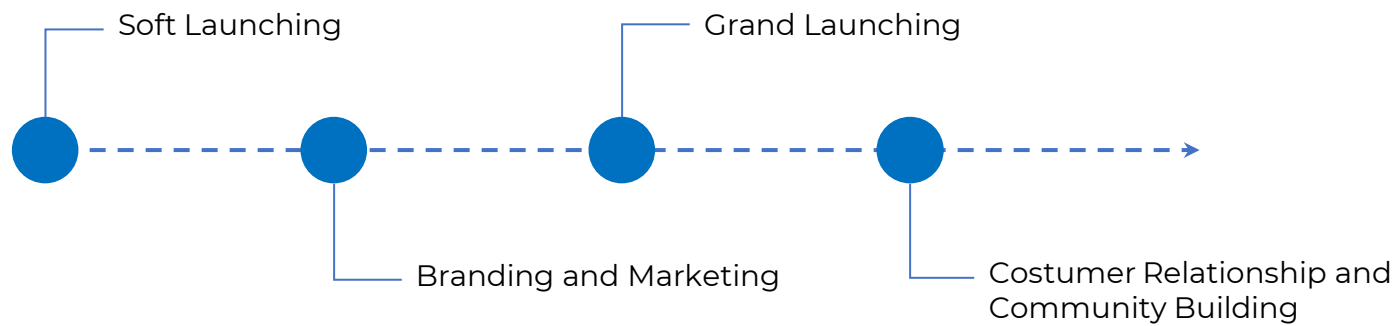 Soft Launching
Grand Launching
Branding and Marketing
Costumer Relationship and
Community Building